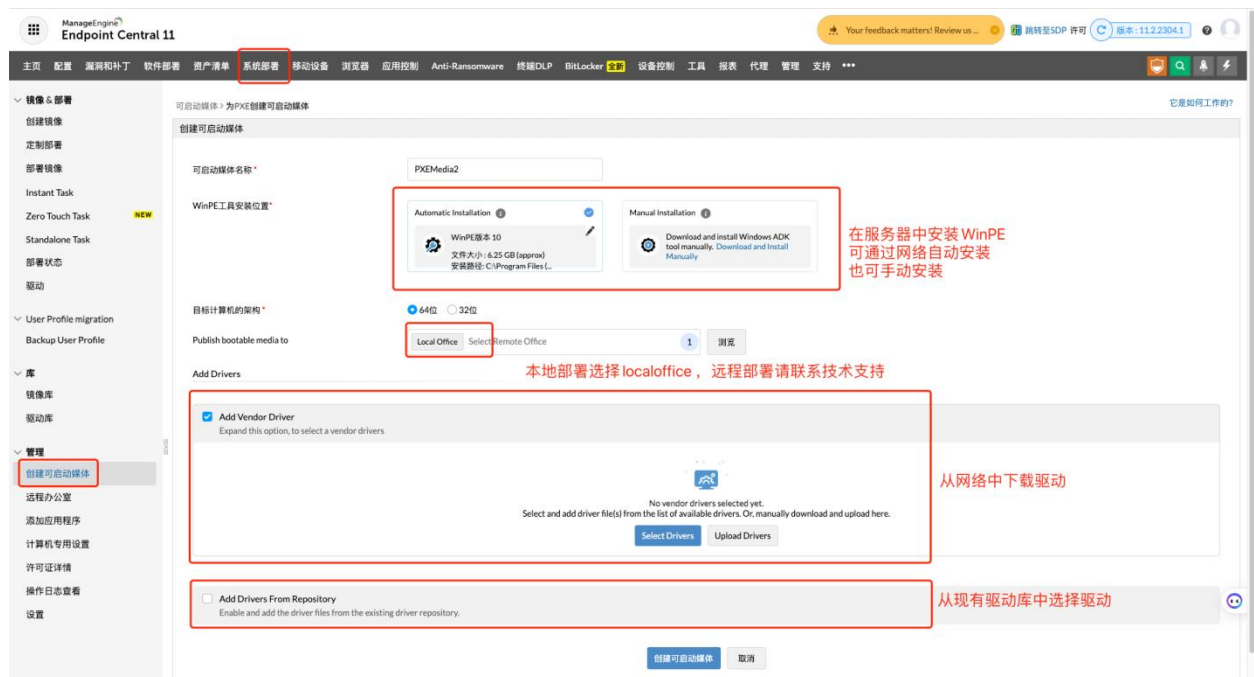 ManageEngine
Endpoint Central 11
Your feedback matters! Review us ...
跳转至SDP 许可 版本: 11.2.2304.1
主页 配置 漏洞和补丁 软件部署 资产清单 系统部署 移动设备 浏览器 应用控制 Anti-Ransomware 终端DLP BitLocker 全新 设备控制 工具 报表 代理 管理 支持 •••
镜像 & 部署
创建镜像
定制部署
部署镜像
Instant Task
Zero Touch Task NEW
Standalone Task
部署状态
驱动
User Profile migration
Backup User Profile
库
镜像库
驱动库
管理
创建可启动媒体
远程办公室
添加应用程序
计算机专用设置
许可证详情
操作日志查看
设置
可启动媒体 > 为PXE创建可启动媒体
它是如何工作的?
创建可启动媒体
可启动媒体名称 *
PXEMedia2
WinPE工具安装位置*
Automatic Installation
WinPE版本 10
文件大小 : 6.25 GB (approx)
安装路径: C:\Program Files (...
Manual Installation
Download and install Windows ADK
tool manually. Download and Install
Manually
在服务器中安装 WinPE
可通过网络自动安装
也可手动安装
目标计算机的架构 *
64位 32位
Publish bootable media to
Local Office Select Remote Office 1 浏览
本地部署选择 localoffice ，远程部署请联系技术支持
Add Drivers
Add Vendor Driver
Expand this option, to select a vendor drivers
No vendor drivers selected yet.
Select and add driver file(s) from the list of available drivers. Or, manually download and upload here.
Select Drivers Upload Drivers
从网络中下载驱动
Add Drivers From Repository
Enable and add the driver files from the existing driver repository.
从现有驱动库中选择驱动
创建可启动媒体 取消